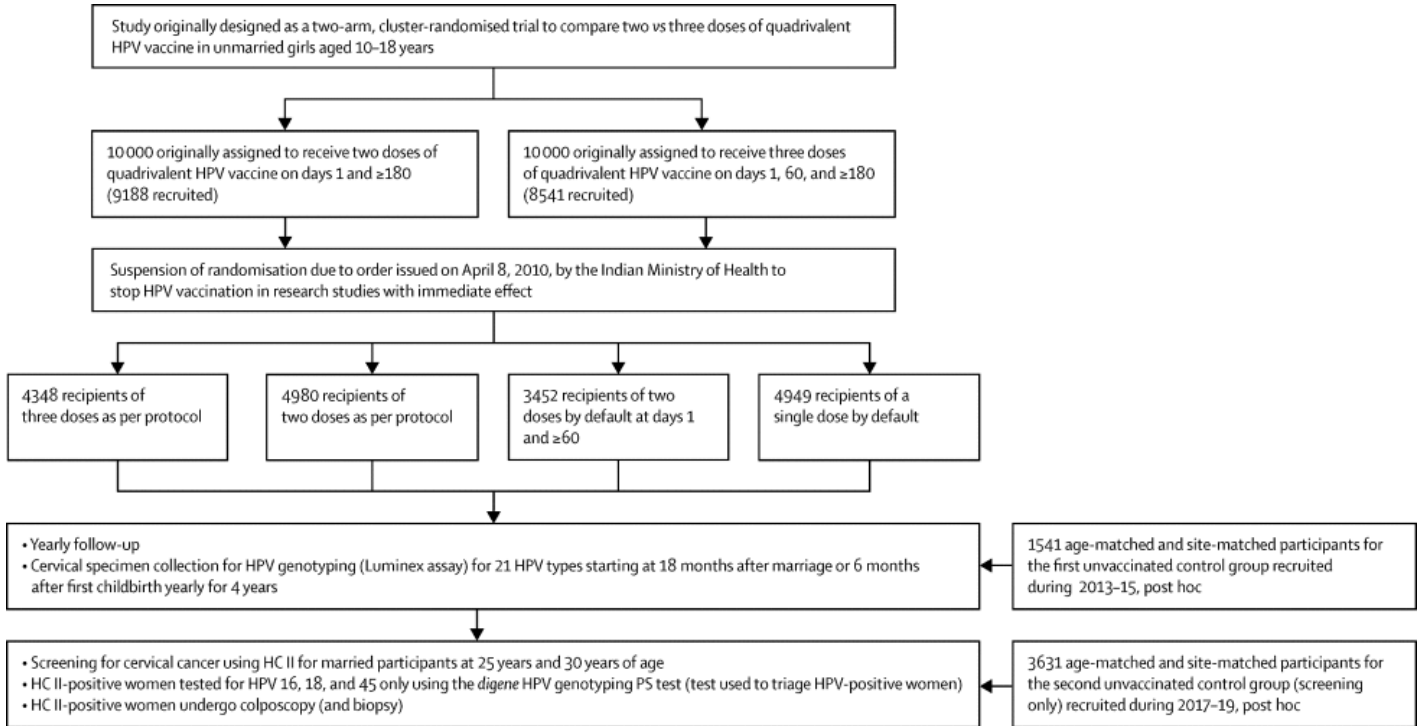 Study originally designed as a two-arm, cluster-randomised trial to compare two vs three doses of quadrivalent
HPV vaccine in unmarried girls aged 10–18 years
10 000 originally assigned to receive two doses of
quadrivalent HPV vaccine on days 1 and ≥180
(9188 recruited)
10 000 originally assigned to receive three doses
of quadrivalent HPV vaccine on days 1, 60, and ≥180
(8541 recruited)
Suspension of randomisation due to order issued on April 8, 2010, by the Indian Ministry of Health to
stop HPV vaccination in research studies with immediate effect
4348 recipients of
three doses as per protocol
4980 recipients of
two doses as per protocol
3452 recipients of two
doses by default at days 1
and ≥60
4949 recipients of a
single dose by default
• Yearly follow-up
• Cervical specimen collection for HPV genotyping (Luminex assay) for 21 HPV types starting at 18 months after marriage or 6 months
after first childbirth yearly for 4 years
1541 age-matched and site-matched participants for
the first unvaccinated control group recruited
during 2013–15, post hoc
• Screening for cervical cancer using HC II for married participants at 25 years and 30 years of age
• HC II-positive women tested for HPV 16, 18, and 45 only using the digene HPV genotyping PS test (test used to triage HPV-positive women)
• HC II-positive women undergo colposcopy (and biopsy)
3631 age-matched and site-matched participants for
the second unvaccinated control group (screening
only) recruited during 2017–19, post hoc